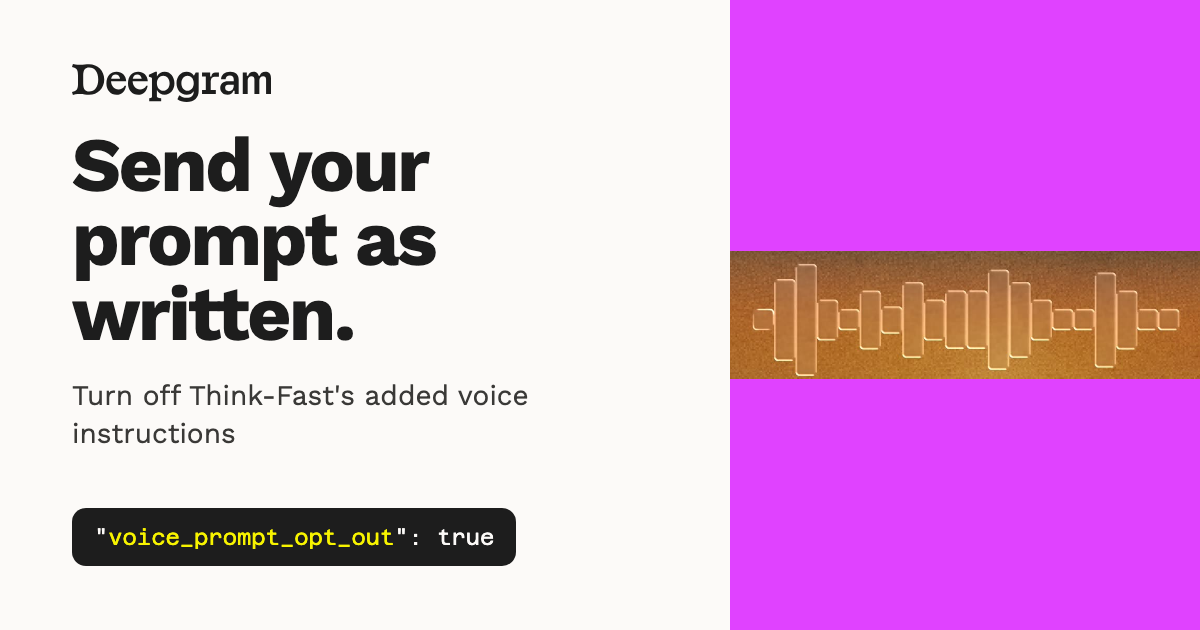 Deepgram
Send your
prompt as
written.
Turn off Think-Fast's added voice
instructions
"voice_prompt_opt_out": true